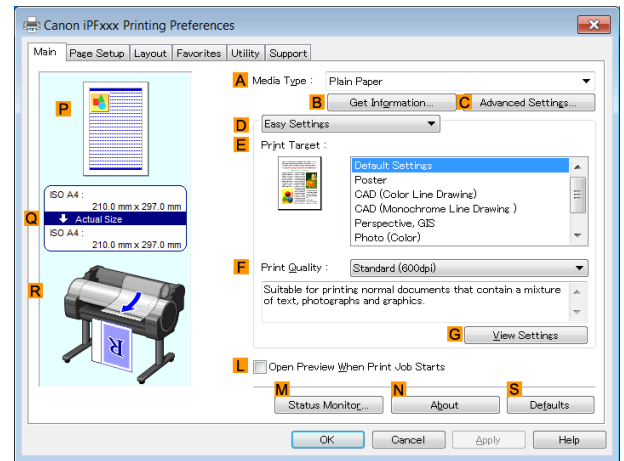 Canon iPFxxx Printing Preferences
Main Page Setup Layout Favorites Utility Support
A Media Type : Plain Paper
B Get Information... C Advanced Settings...
D Easy Settings
E Print Target :
Default Settings
Poster
CAD (Color Line Drawing)
CAD (Monochrome Line Drawing )
Perspective, GIS
Photo (Color)
P
Q
ISO A4 :
210.0 mm x 297.0 mm
Actual Size
ISO A4 :
210.0 mm x 297.0 mm
R
R
F Print Quality : Standard (600dpi)
Suitable for printing normal documents that contain a mixture
of text, photographs and graphics.
G View Settings
L Open Preview When Print Job Starts
M N S
Status Monitor... About Defaults
OK Cancel Apply Help